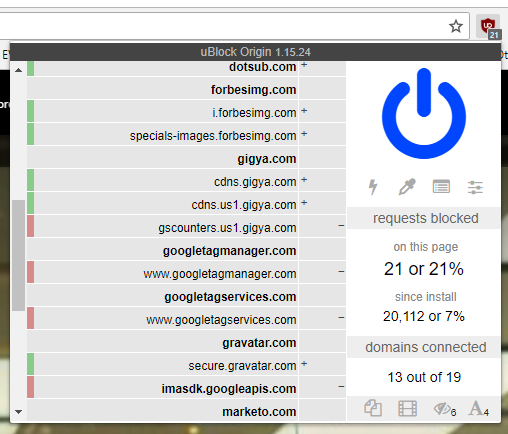 uBlock Origin 1.15.24
dotsub.com +
forbesimg.com
i.forbesimg.com +
specials-images.forbesimg.com +
gigya.com
cdns.gigya.com +
cdns.us1.gigya.com +
gscounters.us1.gigya.com −
googletagmanager.com
www.googletagmanager.com −
googletagservices.com
www.googletagservices.com −
gravatar.com
secure.gravatar.com +
imasdk.googleapis.com −
marketo.com
21
requests blocked
on this page
21 or 21%
since install
20,112 or 7%
domains connected
13 out of 19
6
A 4